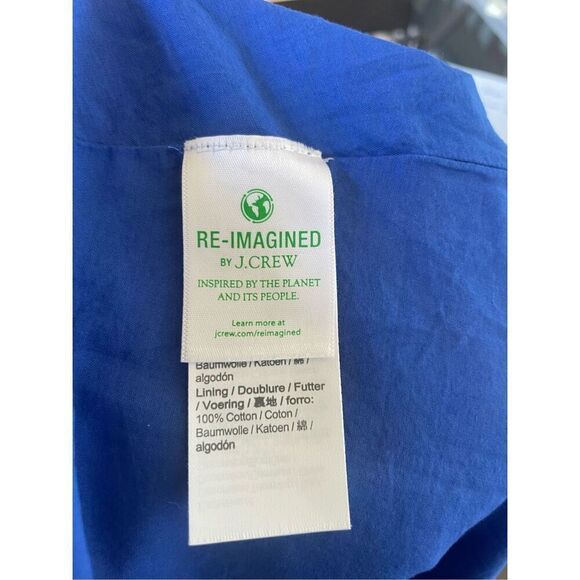 RE-IMAGINED
BY J.CREW
INSPIRED BY THE PLANET
AND ITS PEOPLE.
Learn more at
jcrew.com/reimagined
Baumwolle / Katoen / 綿 /
algodón
Lining / Doublure / Futter
/ Voering / 裏地 / forro:
100% Cotton / Coton /
Baumwolle / Katoen / 綿 /
algodón